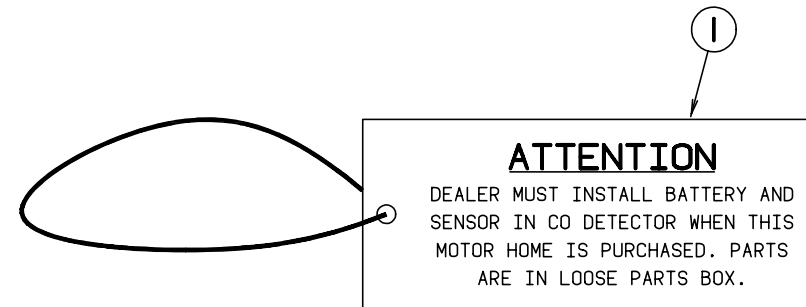 1
ATTENTION
DEALER MUST INSTALL BATTERY AND
SENSOR IN CO DETECTOR WHEN THIS
MOTOR HOME IS PURCHASED. PARTS
ARE IN LOOSE PARTS BOX.